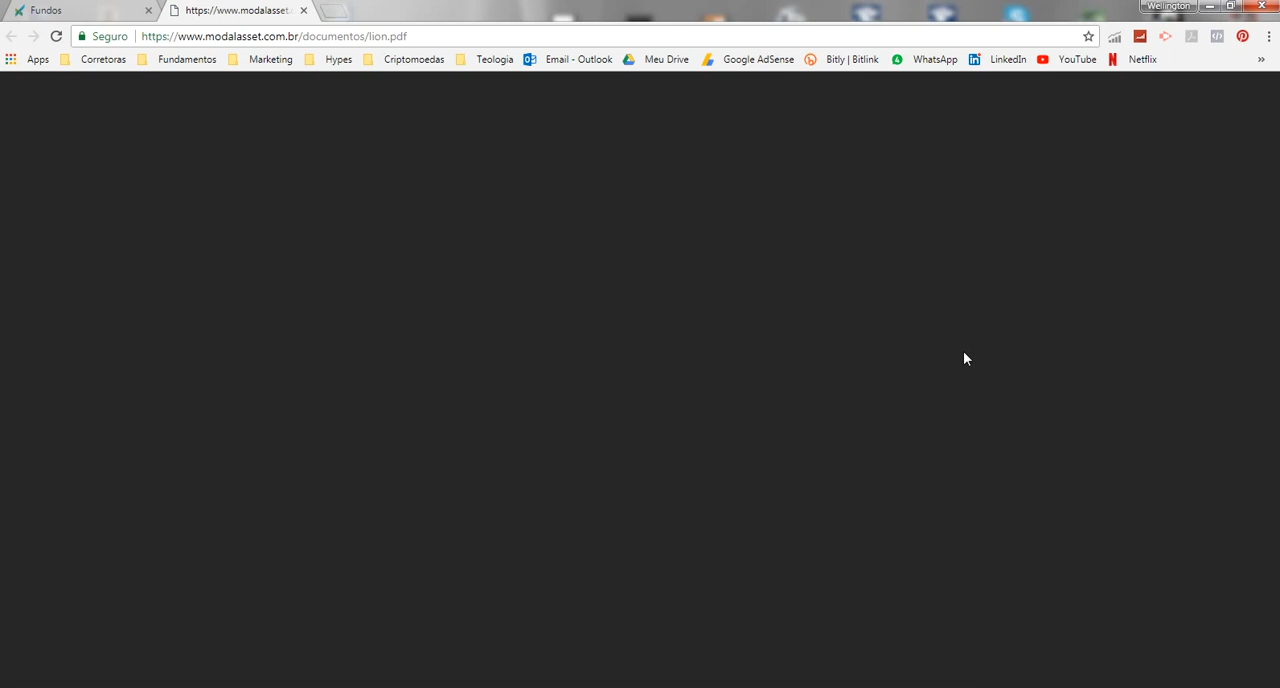 Fundos
https://www.modalasset.
Wellington
Seguro https://www.modalasset.com.br/documentos/lion.pdf
Apps Corretoras Fundamentos Marketing Hypes Criptomoedas Teologia Email - Outlook Meu Drive Google AdSense Bitly | Bitlink WhatsApp LinkedIn YouTube Netflix »